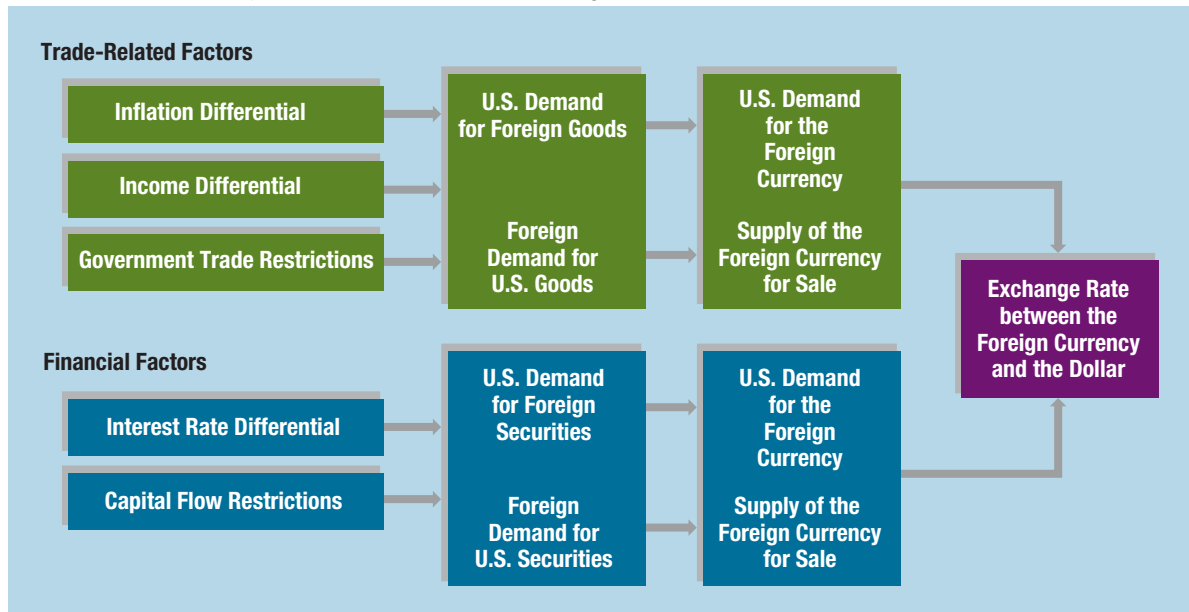 Trade-Related Factors
Inflation Differential
Income Differential
Government Trade Restrictions
U.S. Demand
for Foreign Goods
Foreign
Demand for
U.S. Goods
U.S. Demand
for the
Foreign
Currency
Supply of the
Foreign Currency
for Sale
Financial Factors
Interest Rate Differential
Capital Flow Restrictions
U.S. Demand
for Foreign
Securities
Foreign
Demand for
U.S. Securities
U.S. Demand
for the
Foreign
Currency
Supply of the
Foreign Currency
for Sale
Exchange Rate
between the
Foreign Currency
and the Dollar